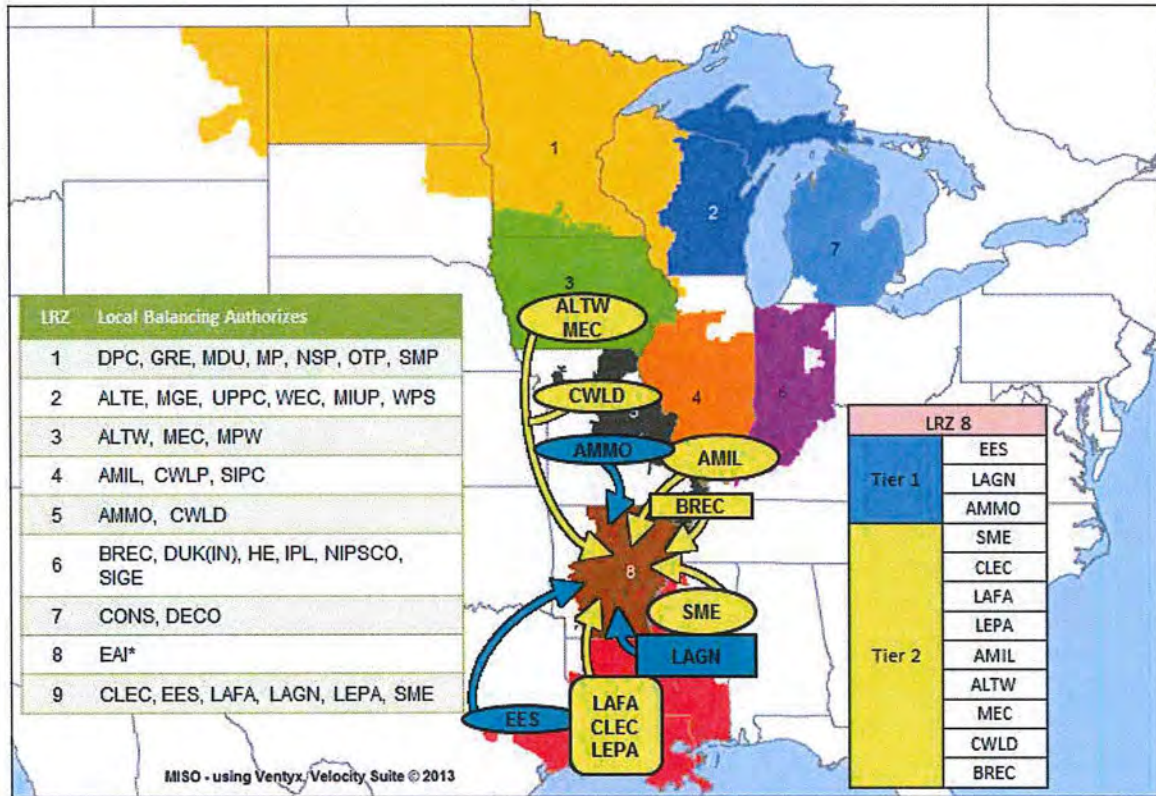 1
2
7
3
ALTW
MEC
CWLD
5
4
6
AMMO
AMIL
BREC
8
SME
LAGN
EES
LAFA
CLEC
LEPA
LRZ Local Balancing Authorizes
1 DPC, GRE, MDU, MP, NSP, OTP, SMP
2 ALTE, MGE, UPPC, WEC, MIUP, WPS
3 ALTW, MEC, MPW
4 AMIL, CWLP, SIPC
5 AMMO, CWLD
6 BREC, DUK(IN), HE, IPL, NIPSCO,
SIGE
7 CONS, DECO
8 EAI*
9 CLEC, EES, LAFA, LAGN, LEPA, SME
LRZ 8
Tier 1
EES
LAGN
AMMO
Tier 2
SME
CLEC
LAFA
LEPA
AMIL
ALTW
MEC
CWLD
BREC
MISO - using Ventyx, Velocity Suite © 2013